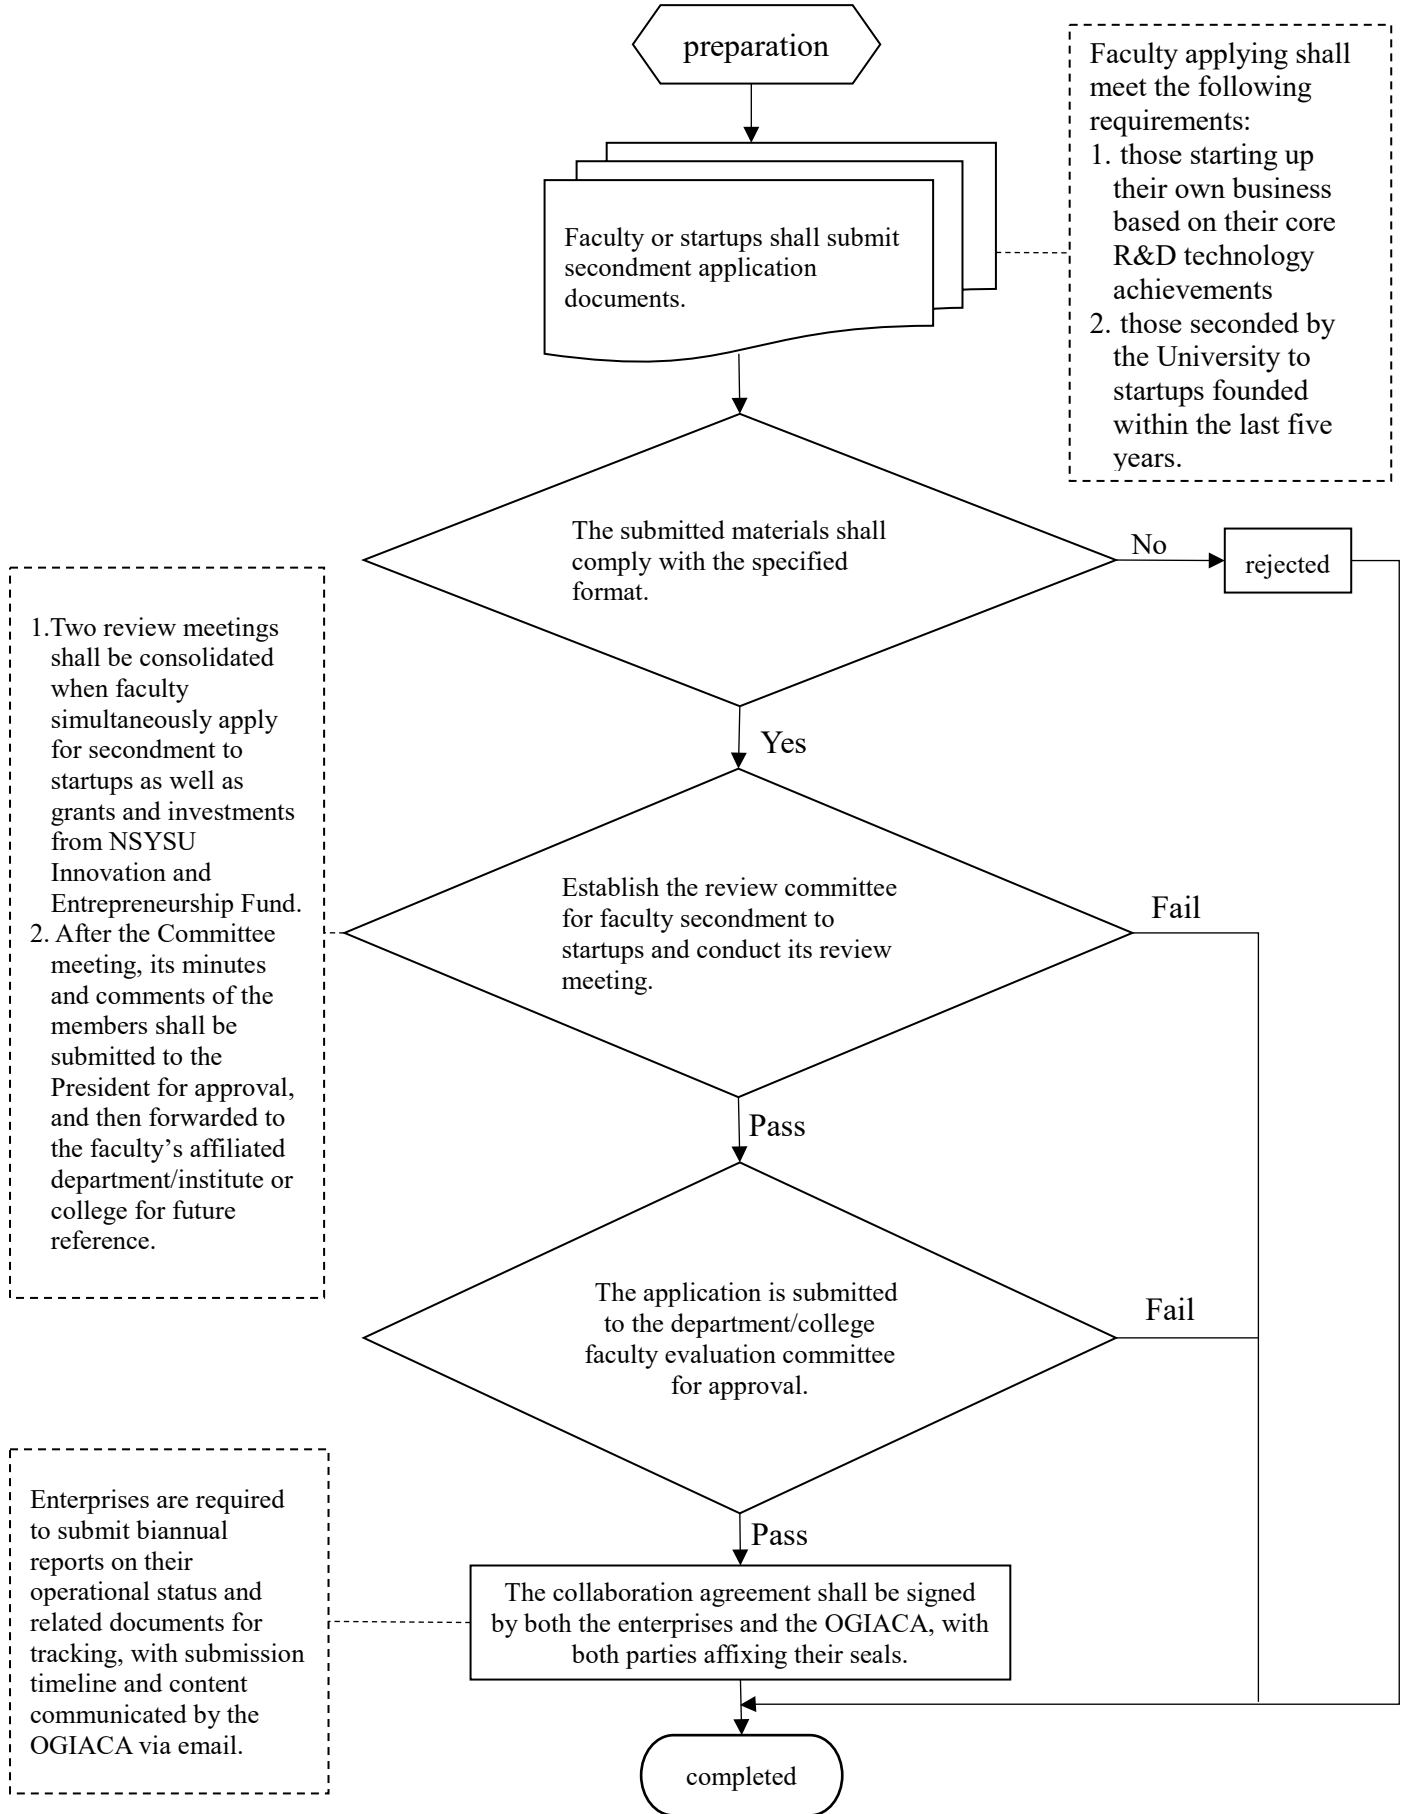 preparation
Faculty applying shall
meet the following
requirements:
1. those starting up
their own business
based on their core
R&D technology
achievements
2. those seconded by
the University to
startups founded
within the last five
years.
Faculty or startups shall submit
secondment application
documents.
The submitted materials shall
comply with the specified
format.
No
rejected
Yes
1.Two review meetings
shall be consolidated
when faculty
simultaneously apply
for secondment to
startups as well as
grants and investments
from NSYSU
Innovation and
Entrepreneurship Fund.
2. After the Committee
meeting, its minutes
and comments of the
members shall be
submitted to the
President for approval,
and then forwarded to
the faculty’s affiliated
department/institute or
college for future
reference.
Establish the review committee
for faculty secondment to
startups and conduct its review
meeting.
Fail
Pass
The application is submitted
to the department/college
faculty evaluation committee
for approval.
Fail
Pass
Enterprises are required
to submit biannual
reports on their
operational status and
related documents for
tracking, with submission
timeline and content
communicated by the
OGIACA via email.
The collaboration agreement shall be signed
by both the enterprises and the OGIACA, with
both parties affixing their seals.
completed